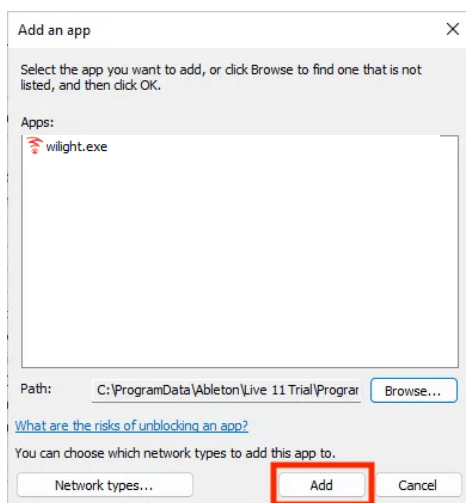 Add an app
Select the app you want to add, or click Browse to find one that is not
listed, and then click OK.
Apps:
wilight.exe
Path:
C:\ProgramData\Ableton\Live 11 Trial\Prograr
Browse...
What are the risks of unblocking an app?
You can choose which network types to add this app to.
Network types...
Add
Cancel